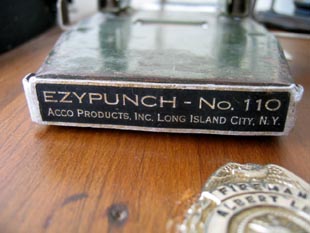 EZYPUNCH - No. 110
ACCO PRODUCTS, INC. LONG ISLAND CITY, N.Y.
FIREMAN
ALBERT